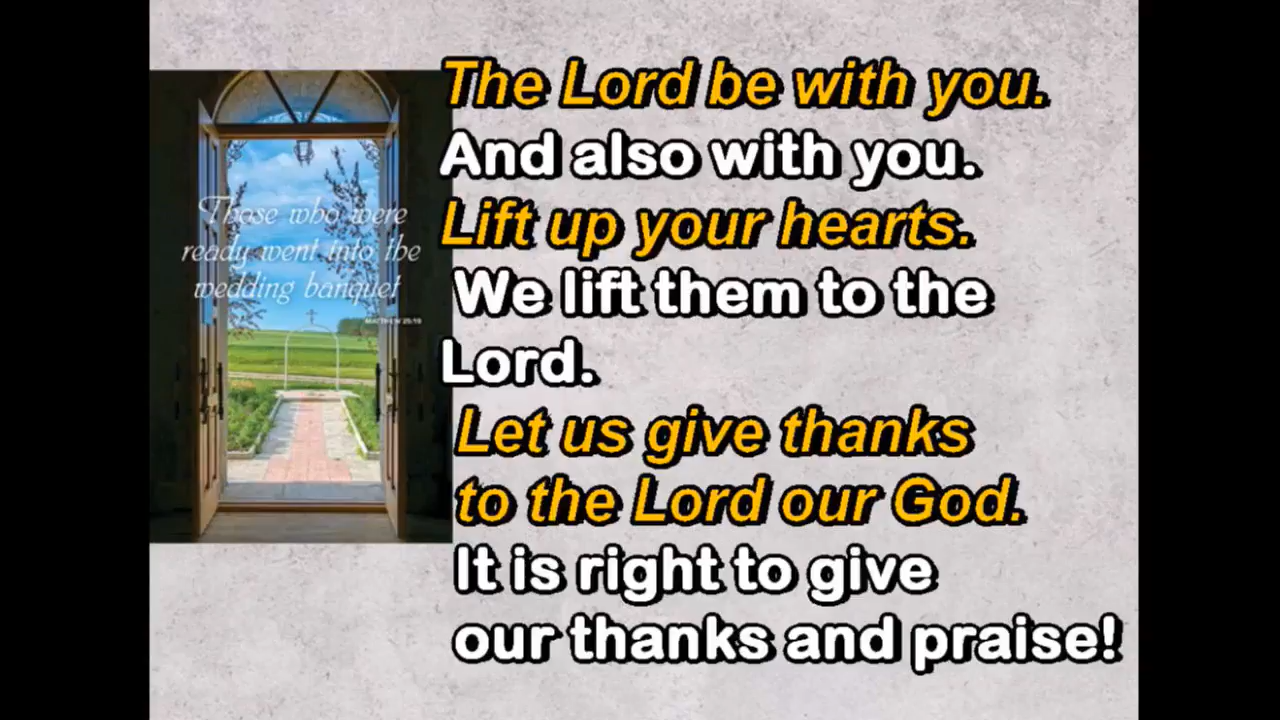 The Lord be with you.
And also with you.
Lift up your hearts.
We lift them to the
Lord.
Let us give thanks
to the Lord our God.
It is right to give
our thanks and praise!
Those who were
ready went into the
wedding banquet